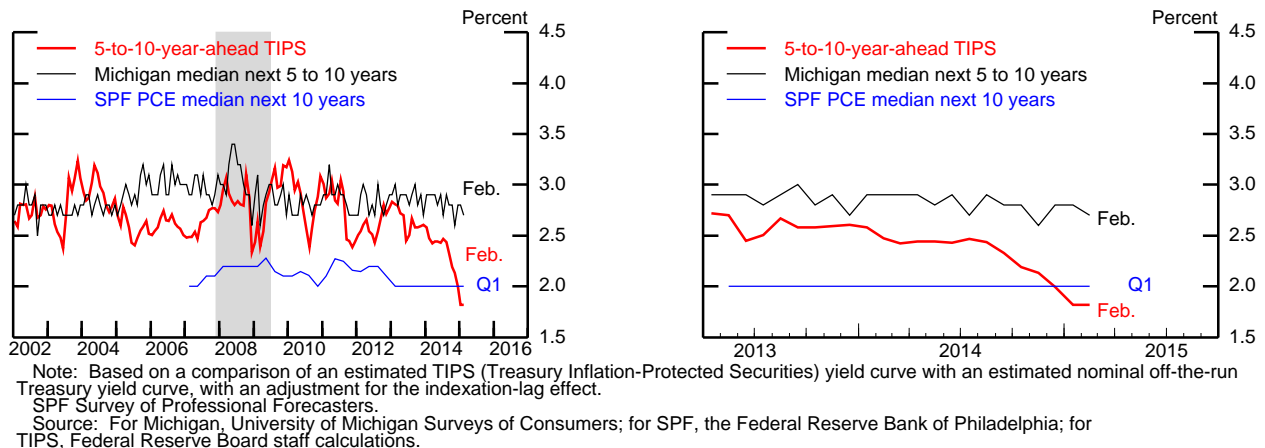 Percent
4.5
5-to-10-year-ahead TIPS
Michigan median next 5 to 10 years
4.0
SPF PCE median next 10 years
3.5
3.0
Feb.
2.5
Feb.
2.0
Q1
1.5
2002 2004 2006 2008 2010 2012 2014 2016
Percent
4.5
5-to-10-year-ahead TIPS
Michigan median next 5 to 10 years
4.0
SPF PCE median next 10 years
3.5
3.0
Feb.
2.5
2.0
Q1
Feb.
1.5
2013 2014 2015
Note: Based on a comparison of an estimated TIPS (Treasury Inflation-Protected Securities) yield curve with an estimated nominal off-the-run
Treasury yield curve, with an adjustment for the indexation-lag effect.
SPF Survey of Professional Forecasters.
Source: For Michigan, University of Michigan Surveys of Consumers; for SPF, the Federal Reserve Bank of Philadelphia; for
TIPS, Federal Reserve Board staff calculations.